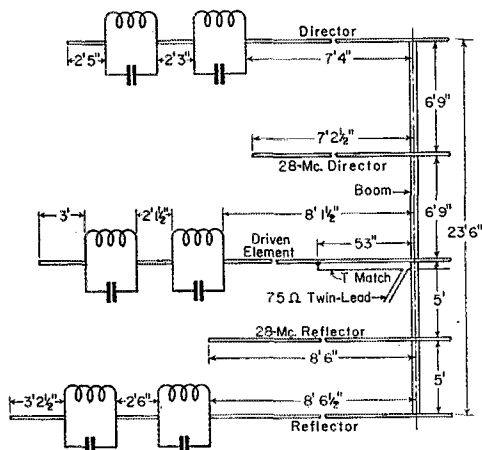 Director
2'5"
2'3"
7'4"
6'9"
7'2½"
28-Mc. Director
Boom
6'9"
23'6"
3'
2'1½"
8'1½"
Driven
Element
53"
T Match
75 Ω Twin-Lead
5'
28-Mc. Reflector
8'6"
5'
3'2½"
2'6"
8'6½"
Reflector